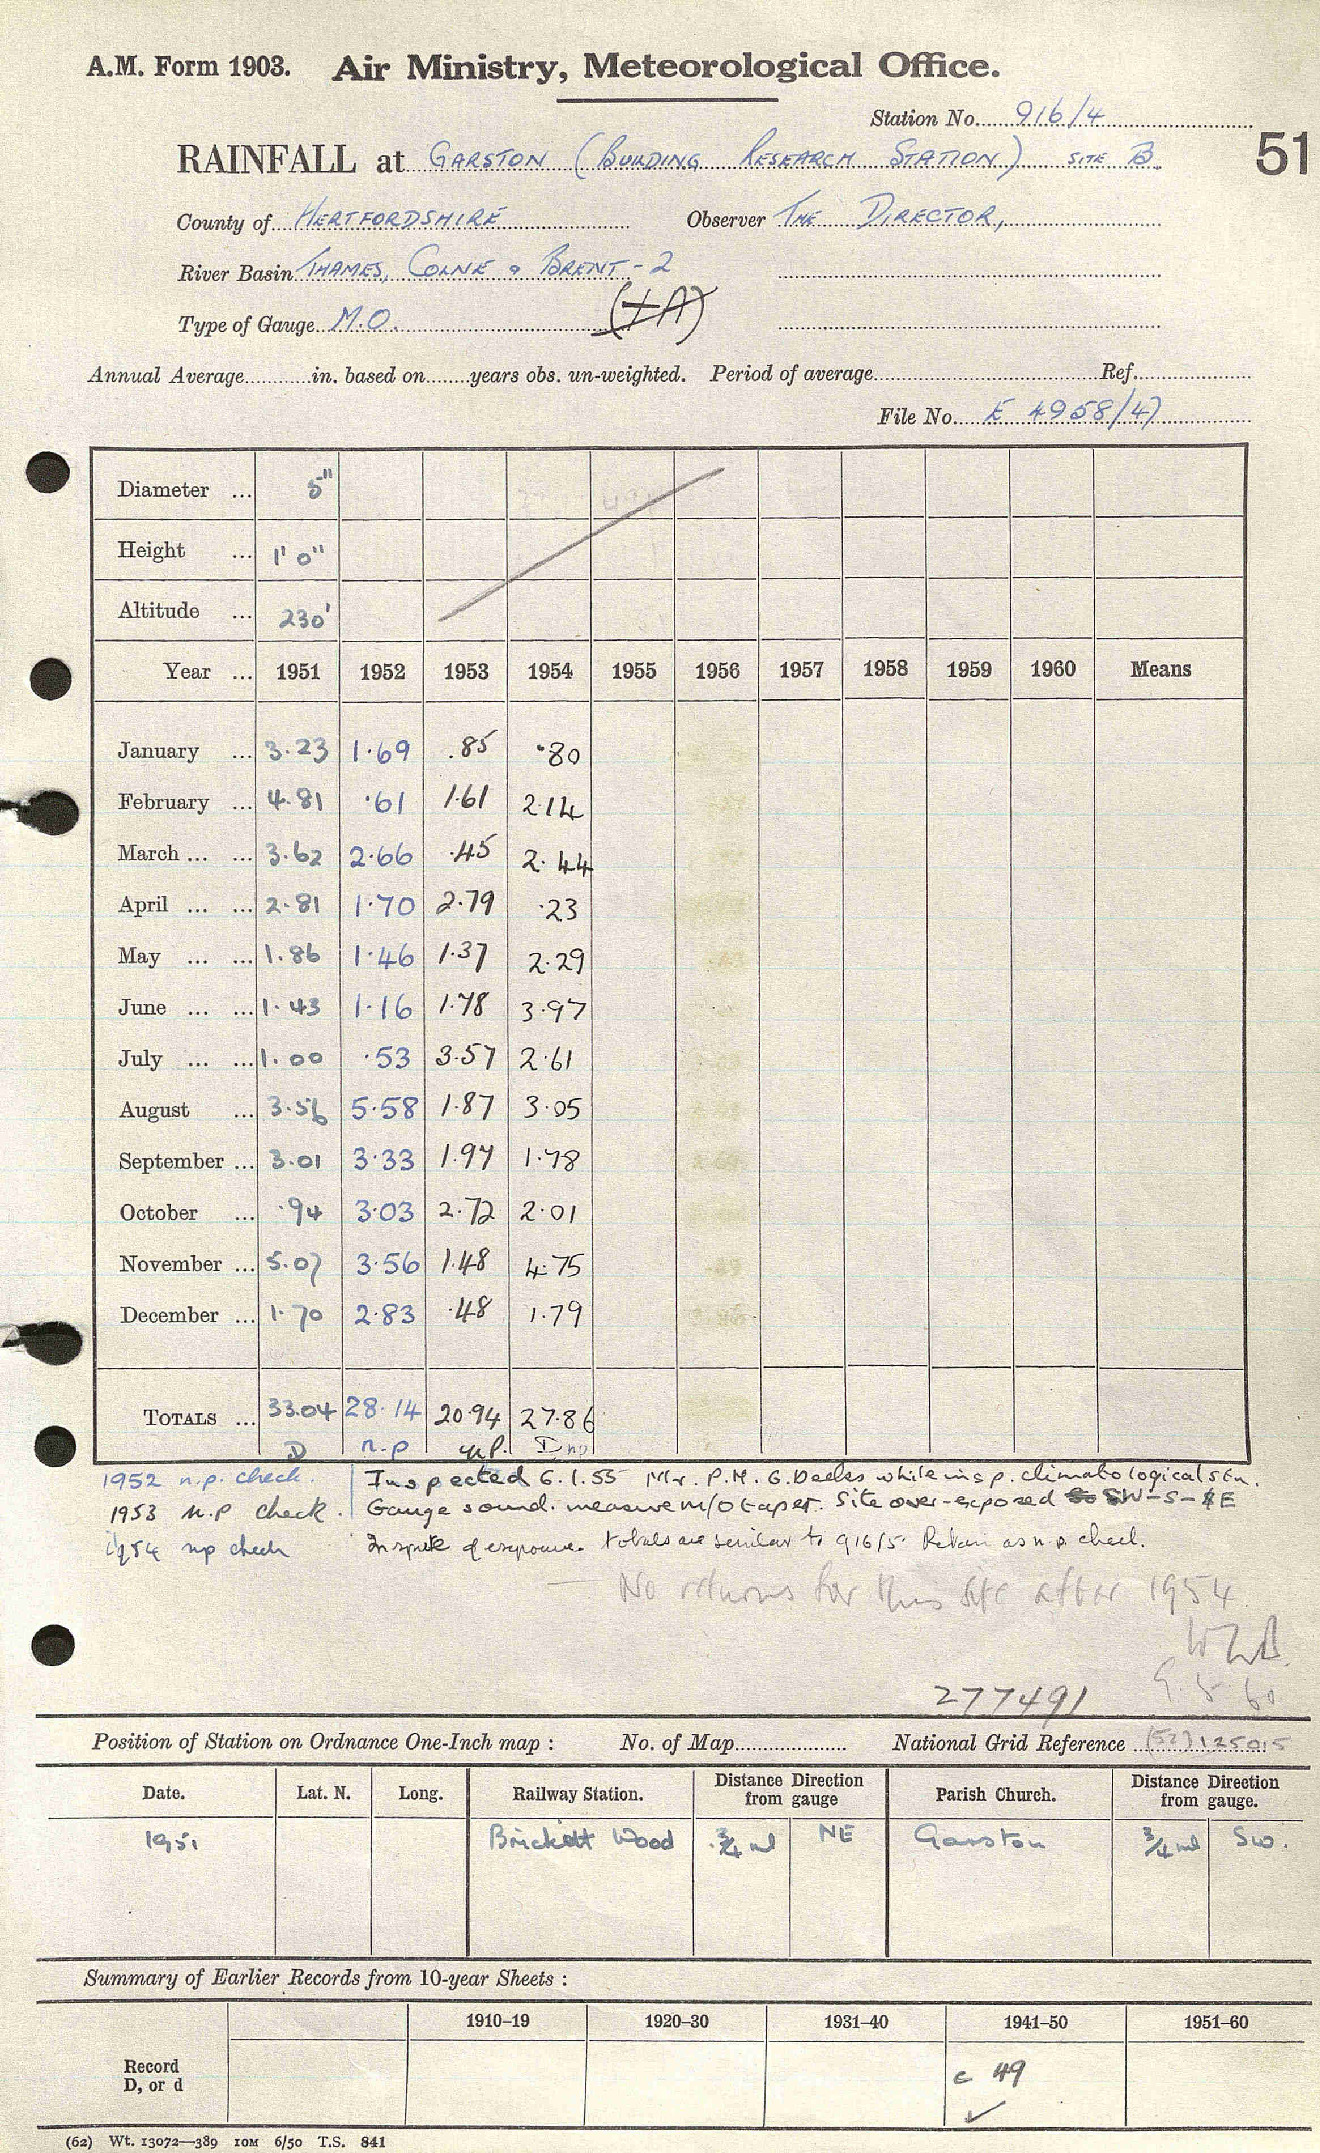 A.M. Form 1903. Air Ministry, Meteorological Office.
Station No. 916/4
51
RAINFALL at GARSTON (BUILDING RESEARCH STATION) SITE B
County of HERTFORDSHIRE Observer THE DIRECTOR,
River Basin THAMES, COLNE & BRENT - 2
Type of Gauge M.O. (+A)
Annual Average in. based on years obs. un-weighted. Period of average Ref.
File No. E 4958/47
Diameter ... 5"
Height ... 1' 0"
Altitude ... 230'
Year ... 1951 1952 1953 1954 1955 1956 1957 1958 1959 1960 Means
January ... 3.23 1.69 .85 .80
February ... 4.81 .61 1.61 2.14
March ... ... 3.62 2.66 .45 2.44
April ... ... 2.81 1.70 2.79 .23
May ... ... 1.86 1.46 1.37 2.29
June ... ... 1.43 1.16 1.78 3.97
July ... ... 1.00 .53 3.57 2.61
August ... 3.56 5.58 1.87 3.05
September ... 3.01 3.33 1.97 1.78
October ... .94 3.03 2.72 2.01
November ... 5.07 3.56 1.48 4.75
December ... 1.70 2.83 .48 1.79
TOTALS ... 33.04 28.14 20.94 27.86
D n.p n.p. D np
1952 n.p. check. Inspected 6.1.55 Mr. P.M. G. while insp. climatological stn.
1953 n.p check. Gauge sound. measure m/o taper. Site over-exposed SW-S-SE
1954 np check In spite of exposure. totals are similar to 916/5. Retain as n.p check.
— No returns for this site after 1954
9.5.60
277491
Position of Station on Ordnance One-Inch map : No. of Map National Grid Reference (52) 125015
Date. Lat. N. Long. Railway Station. Distance from gauge Direction Parish Church. Distance from gauge. Direction
1951 Brickett Wood ¾ ml NE Garston ¾ ml SW.
Summary of Earlier Records from 10-year Sheets :
1910–19 1920–30 1931–40 1941–50 1951–60
Record
D, or d
c 49
(62) Wt. 13072—389 10M 6/50 T.S. 841